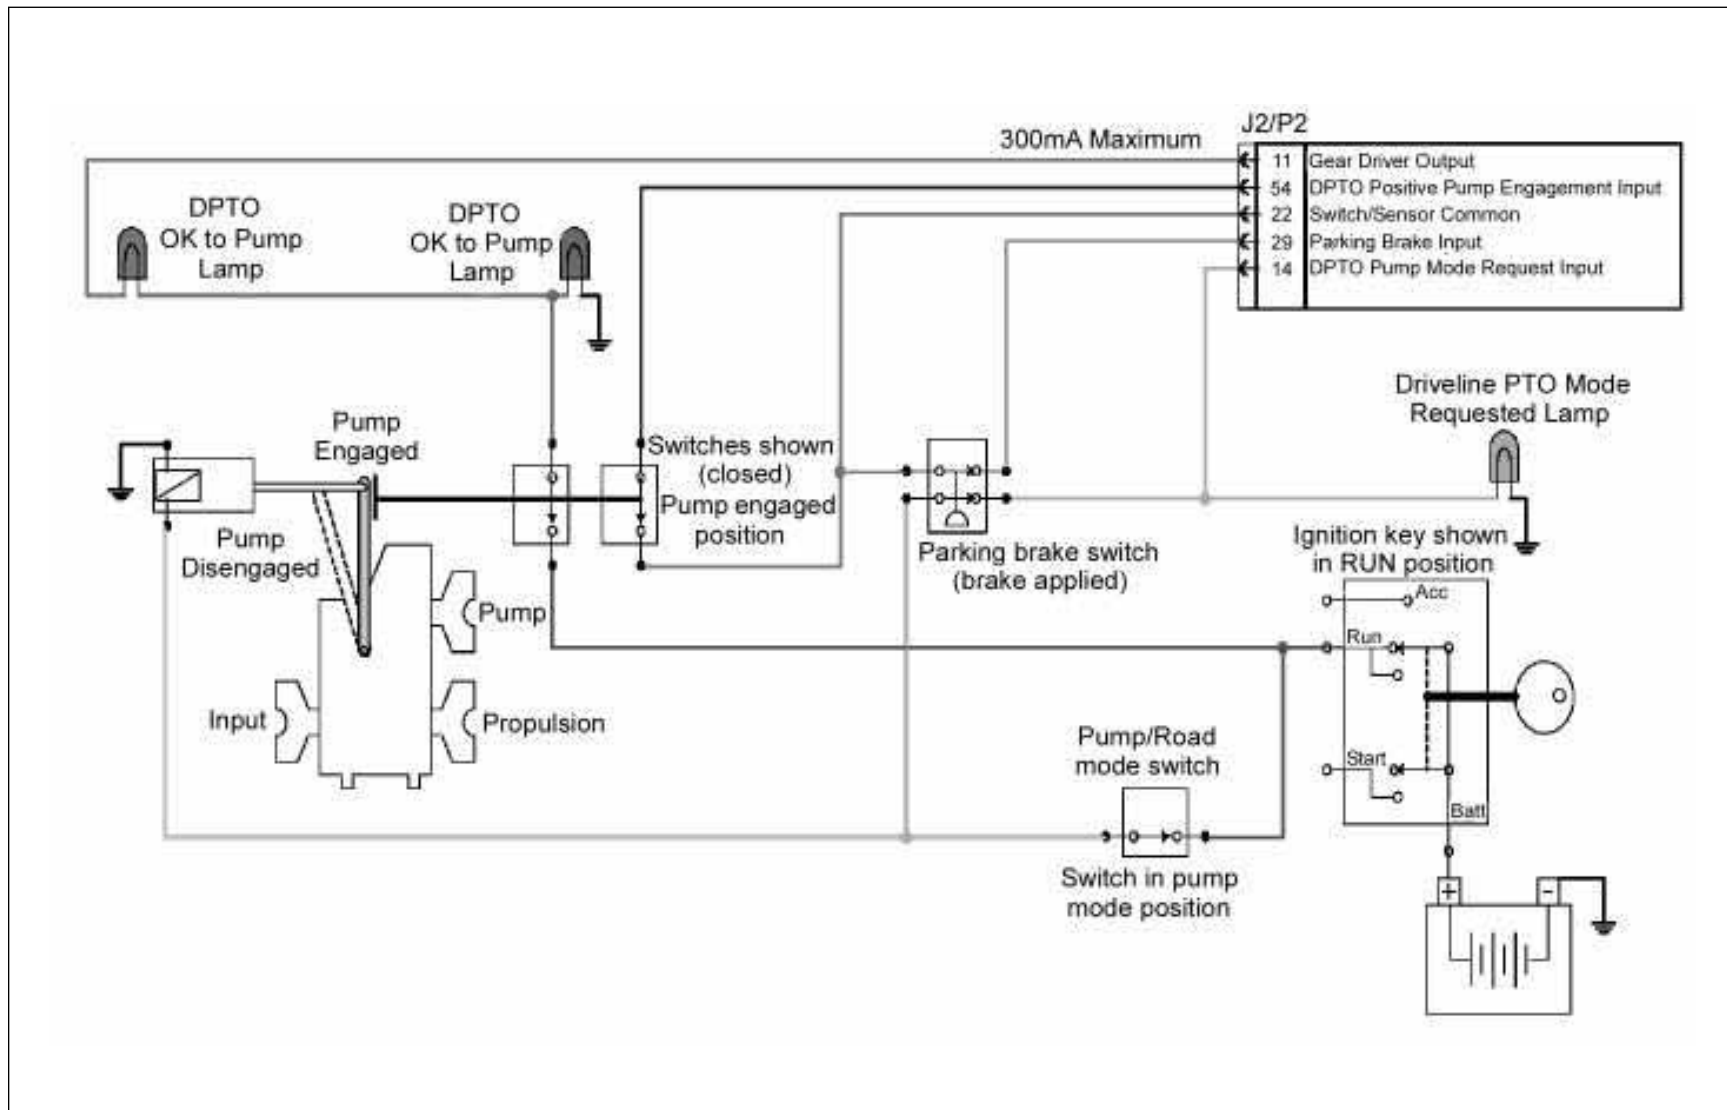 J2/P2
300mA Maximum
11 Gear Driver Output
54 DPTO Positive Pump Engagement Input
22 Switch/Sensor Common
29 Parking Brake Input
14 DPTO Pump Mode Request Input
DPTO
OK to Pump
Lamp
DPTO
OK to Pump
Lamp
Driveline PTO Mode
Requested Lamp
Pump
Engaged
Switches shown
(closed)
Pump engaged
position
Pump
Disengaged
Parking brake switch
(brake applied)
Ignition key shown
in RUN position
Acc
Run
Start
Batt
Pump
Input
Propulsion
Pump/Road
mode switch
Switch in pump
mode position
+ -